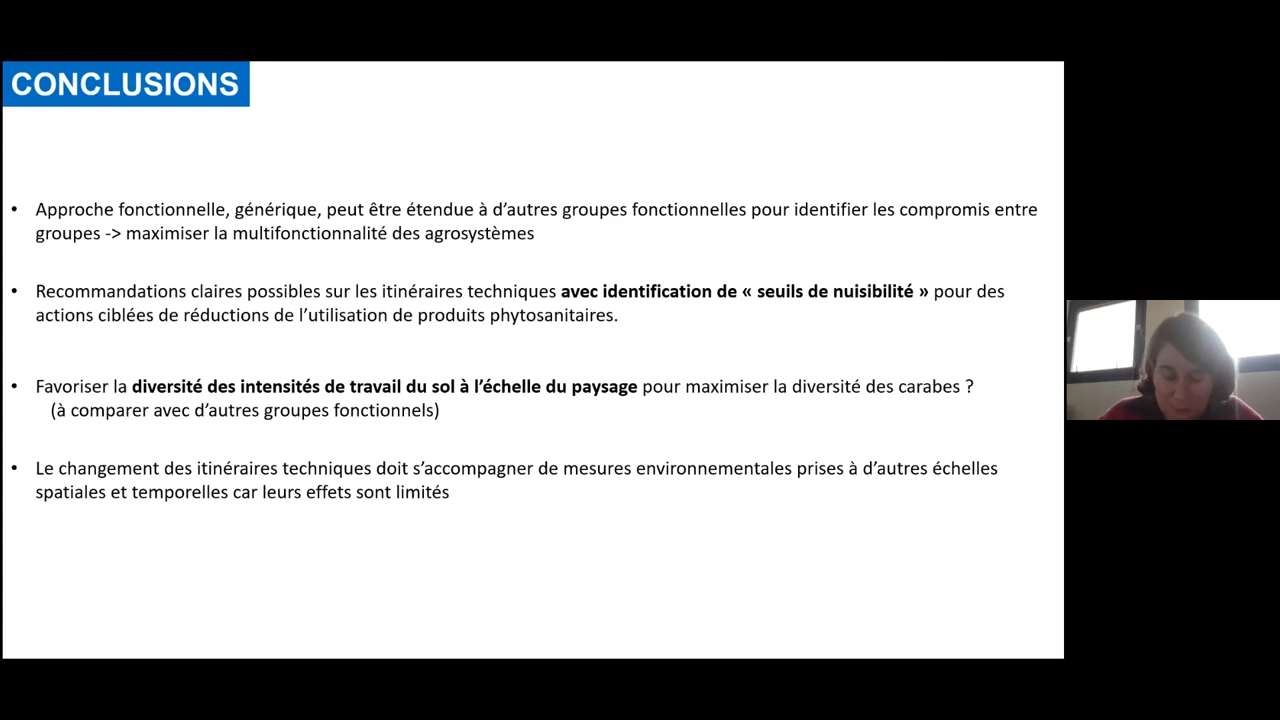 CONCLUSIONS
• Approche fonctionnelle, générique, peut être étendue à d’autres groupes fonctionnelles pour identifier les compromis entre
groupes -> maximiser la multifonctionnalité des agrosystèmes
• Recommandations claires possibles sur les itinéraires techniques avec identification de « seuils de nuisibilité » pour des
actions ciblées de réductions de l’utilisation de produits phytosanitaires.
• Favoriser la diversité des intensités de travail du sol à l’échelle du paysage pour maximiser la diversité des carabes ?
(à comparer avec d’autres groupes fonctionnels)
• Le changement des itinéraires techniques doit s’accompagner de mesures environnementales prises à d’autres échelles
spatiales et temporelles car leurs effets sont limités